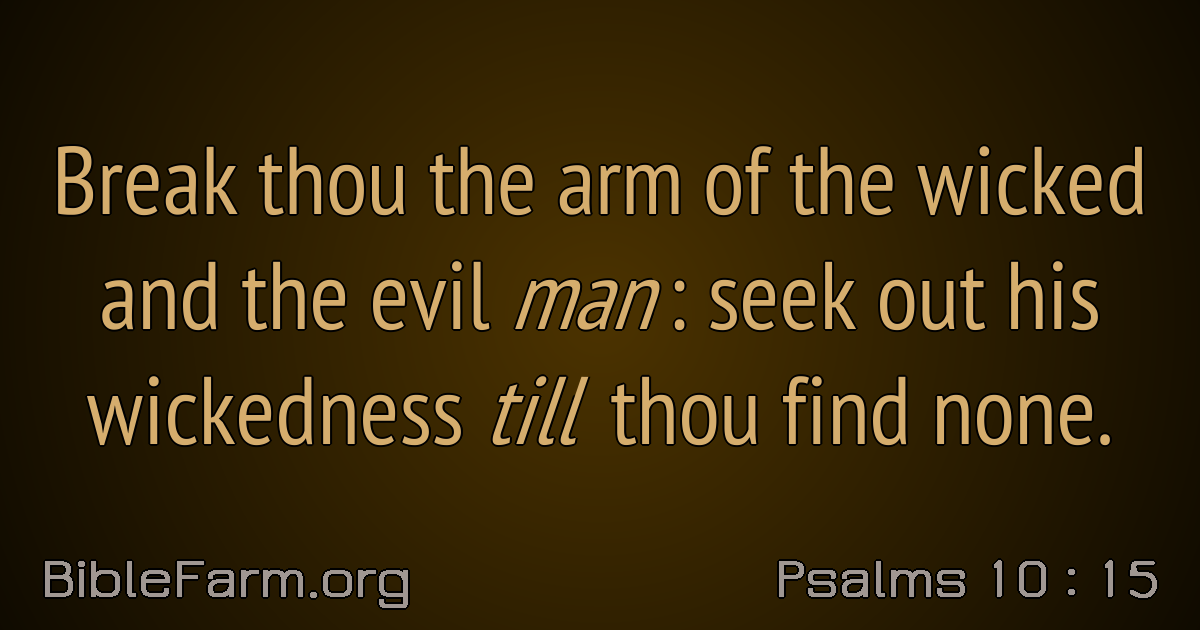 Break thou the arm of the wicked
and the evil man: seek out his
wickedness till thou find none.
BibleFarm.org
Psalms 10 : 15